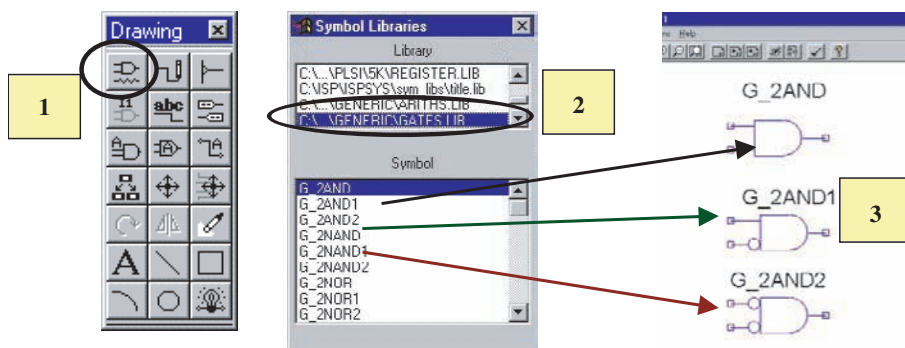 Drawing
1
I1
abc
A
A
A
A
Symbol Libraries
Library
C:\...\PLSI\5K\REGISTER.LIB
C:\ISP\ISPSYS\sym_libs\title.lib
C:\...\GENERIC\ARITHS.LIB
C:\...\GENERIC\GATES.LIB
2
Symbol
G_2AND
G_2AND1
G_2AND2
G_2NAND
G_2NAND1
G_2NAND2
G_2NOR
G_2NOR1
G_2NOR2
Help
G_2AND
G_2AND1
3
G_2AND2